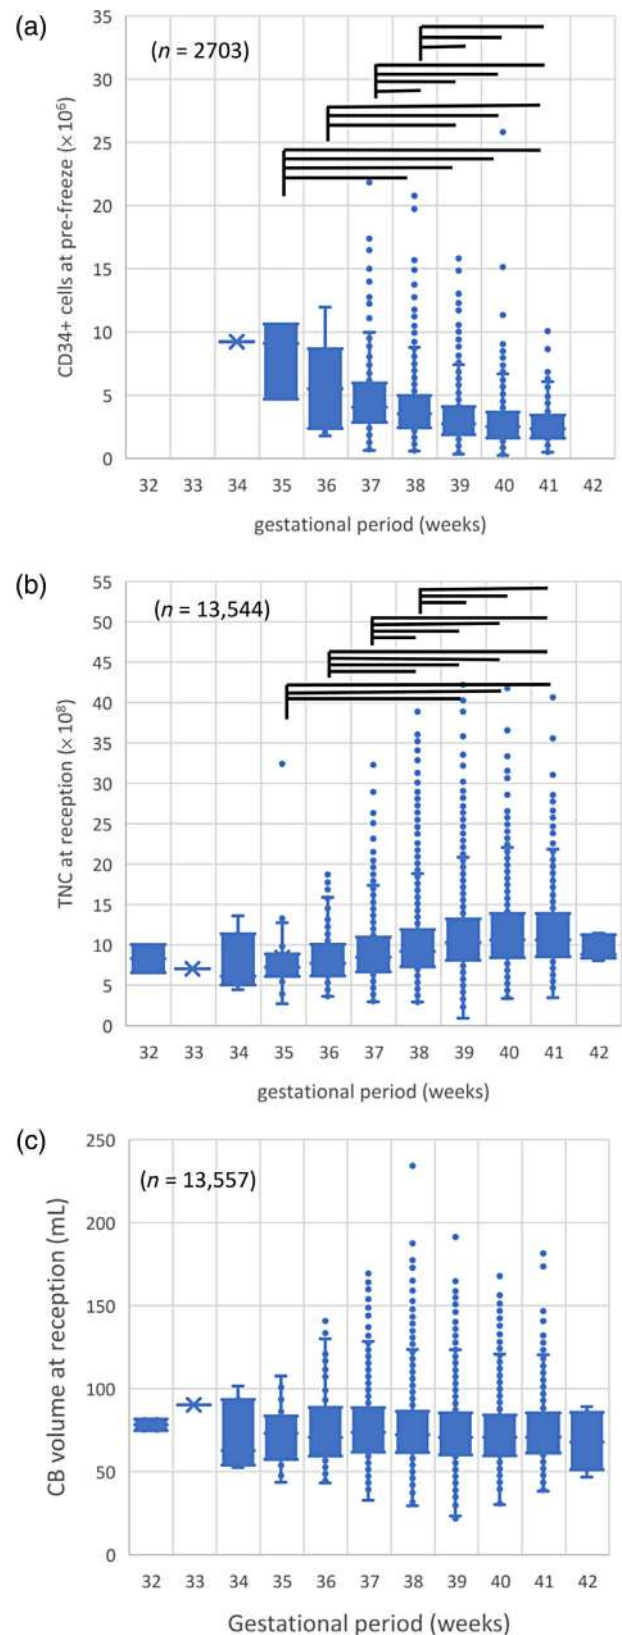 (a)
(n = 2703)
CD34+ cells at pre-freeze (×10⁶)
35
30
25
20
15
10
5
0
32 33 34 35 36 37 38 39 40 41 42
gestational period (weeks)
(b)
(n = 13,544)
TNC at reception (×10⁸)
55
50
45
40
35
30
25
20
15
10
5
0
32 33 34 35 36 37 38 39 40 41 42
gestational period (weeks)
(c)
(n = 13,557)
CB volume at reception (mL)
250
200
150
100
50
0
32 33 34 35 36 37 38 39 40 41 42
Gestational period (weeks)